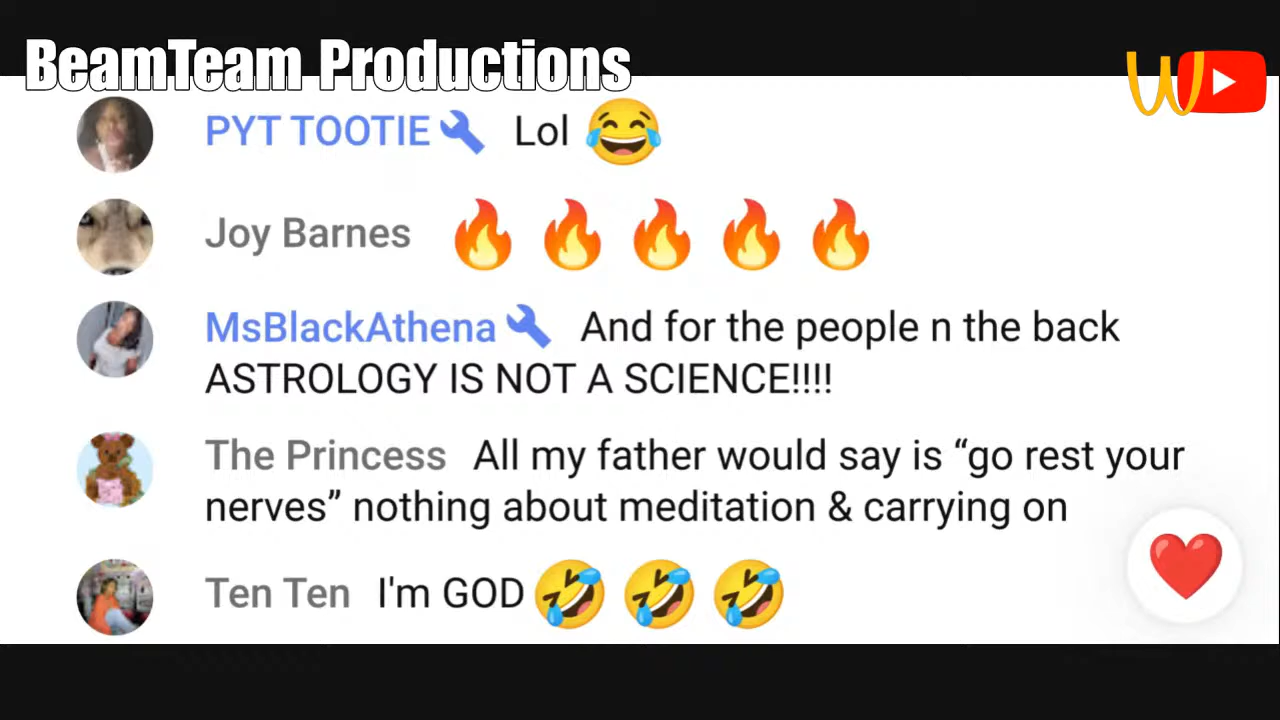 BeamTeam Productions
W
PYT TOOTIE🔧 Lol 😂
Joy Barnes 🔥 🔥 🔥 🔥 🔥
MsBlackAthena🔧 And for the people n the back
ASTROLOGY IS NOT A SCIENCE!!!!
The Princess All my father would say is “go rest your
nerves” nothing about meditation & carrying on
Ten Ten I'm GOD🤣 🤣 🤣